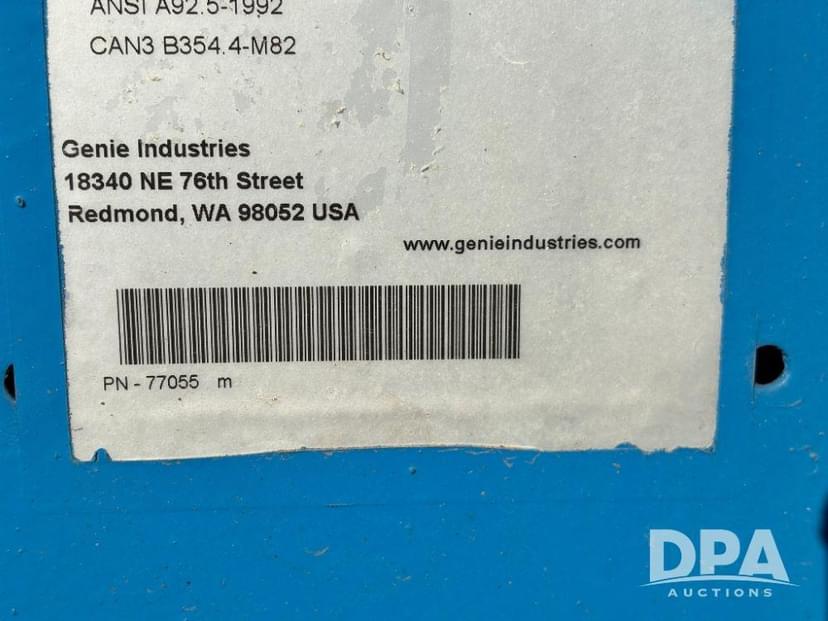 ANSI A92.5-1992
CAN3 B354.4-M82
Genie Industries
18340 NE 76th Street
Redmond, WA 98052 USA
www.genieindustries.com
PN - 77055 m
DPA
AUCTIONS